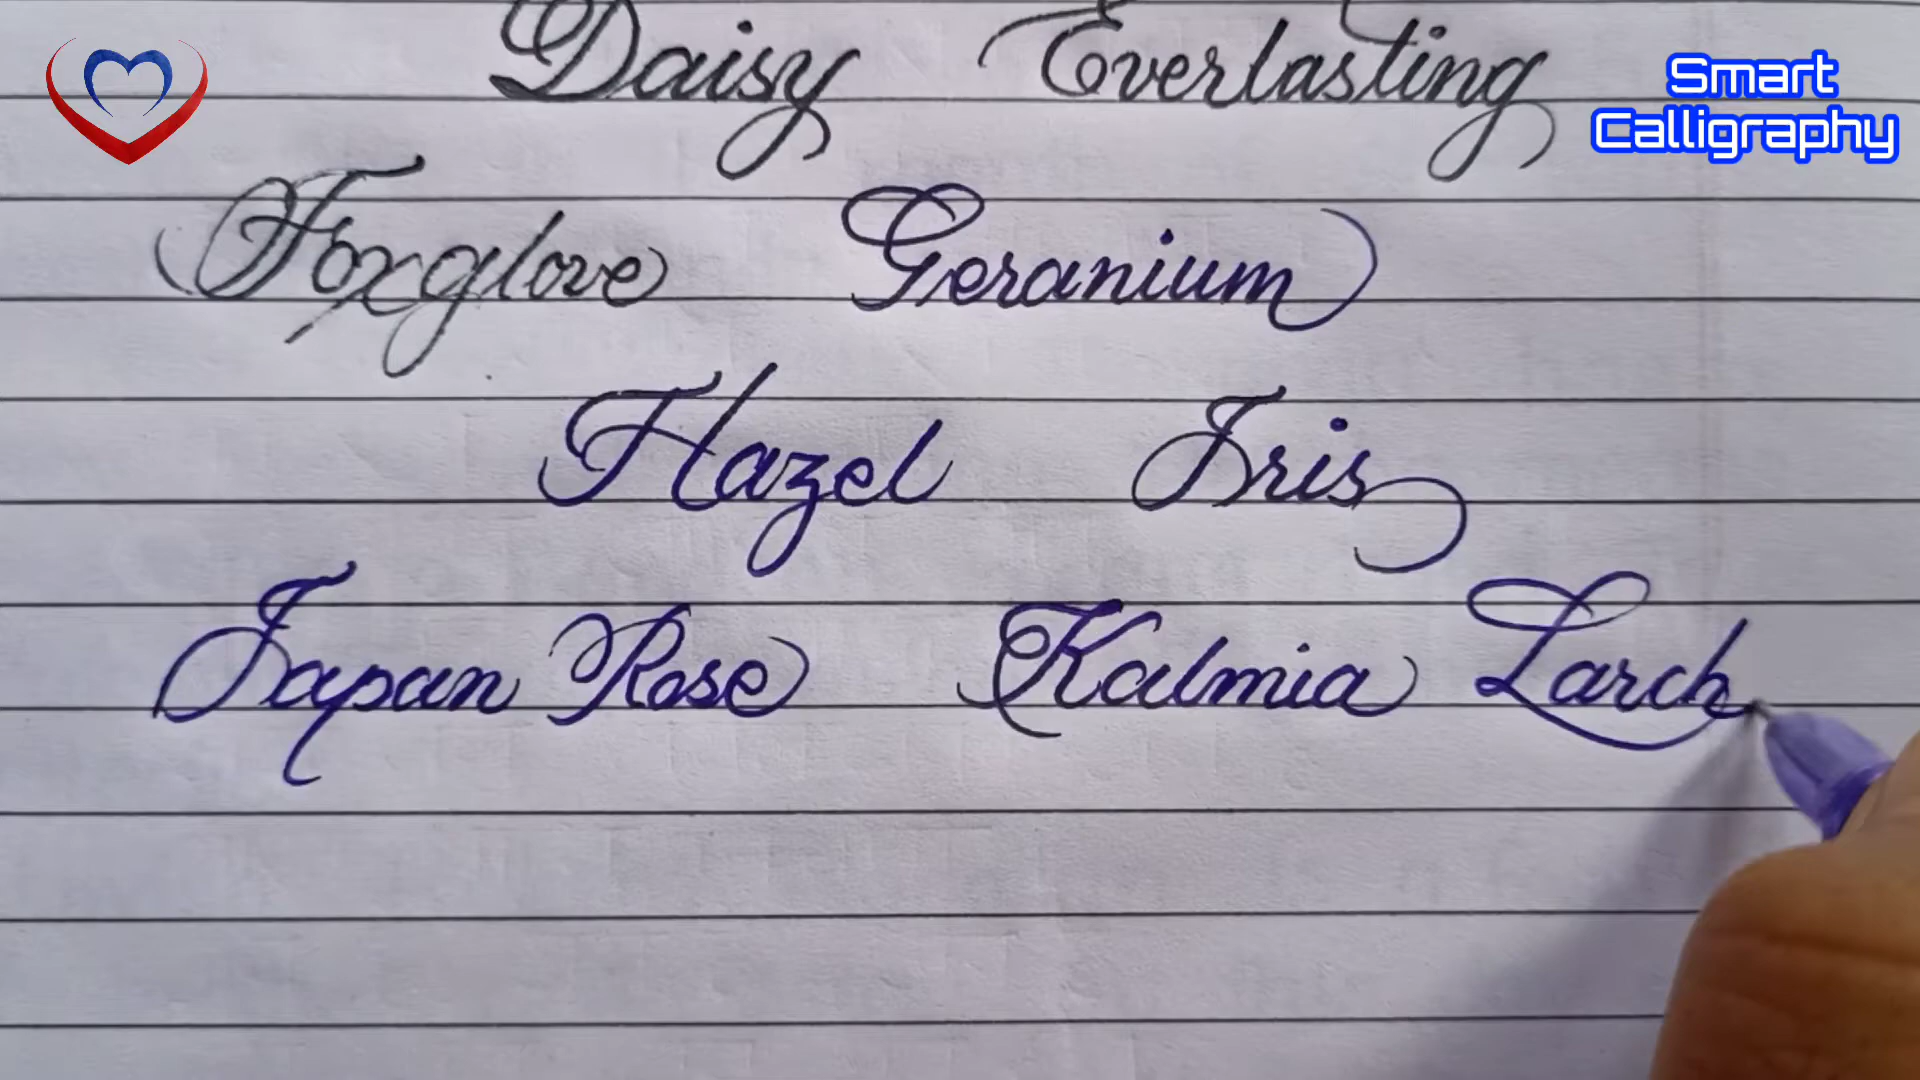 Daisy Everlasting
Smart
Calligraphy
Foxglove Geranium
Hazel Iris
Japan Rose Kalmia Larch